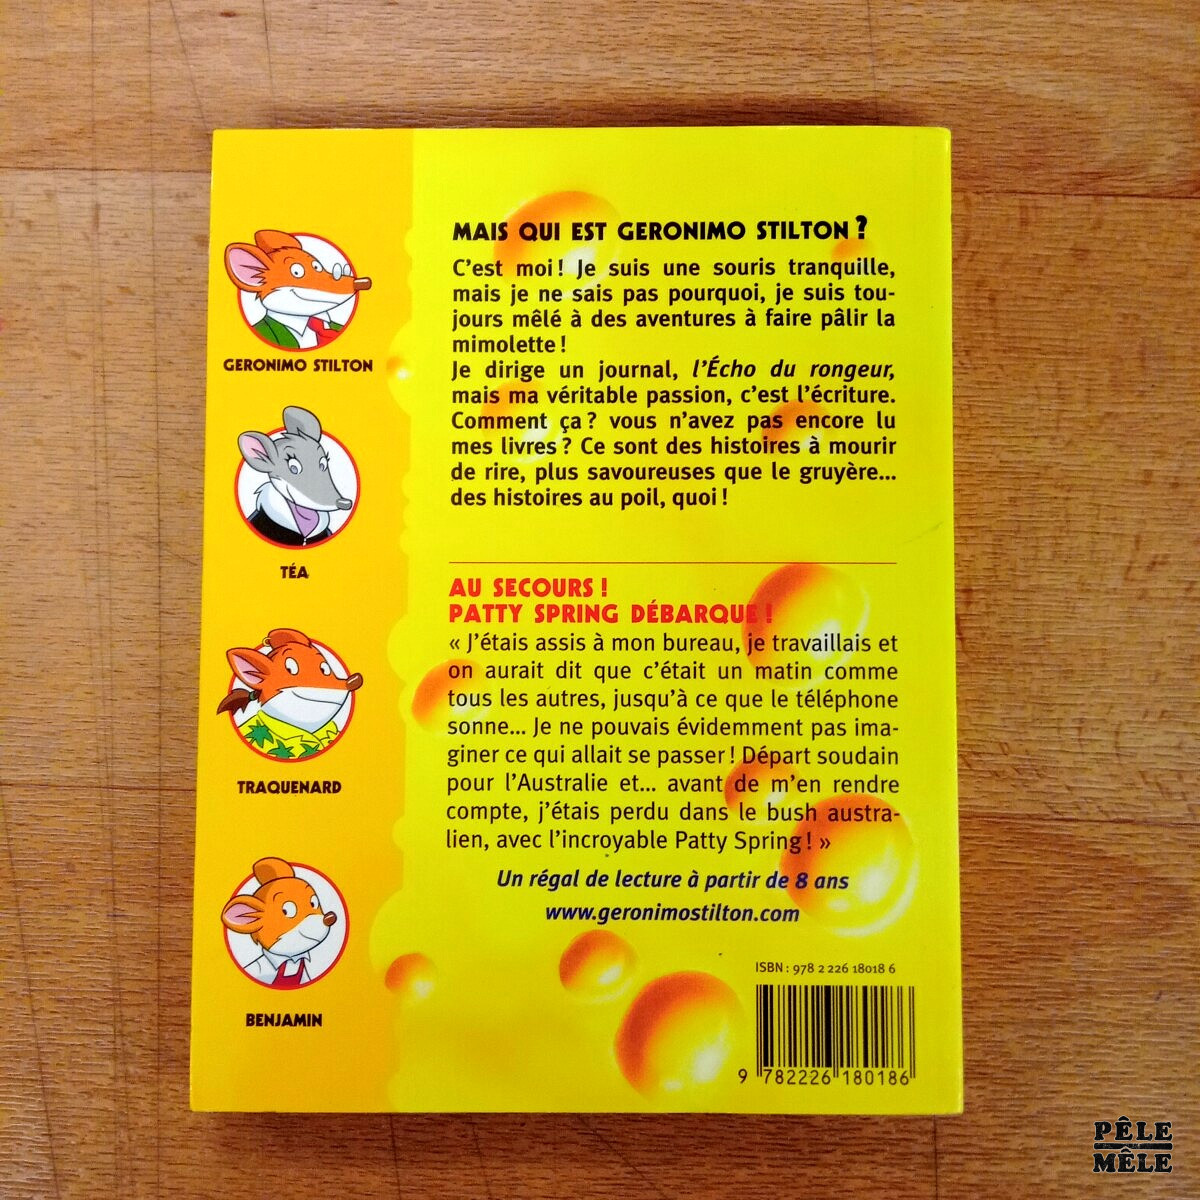 GERONIMO STILTON
TÉA
TRAQUENARD
BENJAMIN
MAIS QUI EST GERONIMO STILTON ?
C'est moi ! Je suis une souris tranquille,
mais je ne sais pas pourquoi, je suis tou-
jours mêlé à des aventures à faire pâlir la
mimolette !
Je dirige un journal, l'Écho du rongeur,
mais ma véritable passion, c'est l'écriture.
Comment ça ? vous n'avez pas encore lu
mes livres ? Ce sont des histoires à mourir
de rire, plus savoureuses que le gruyère...
des histoires au poil, quoi !
AU SECOURS !
PATTY SPRING DÉBARQUE !
« J'étais assis à mon bureau, je travaillais et
on aurait dit que c'était un matin comme
tous les autres, jusqu'à ce que le téléphone
sonne... Je ne pouvais évidemment pas ima-
giner ce qui allait se passer ! Départ soudain
pour l'Australie et... avant de m'en rendre
compte, j'étais perdu dans le bush austra-
lien, avec l'incroyable Patty Spring ! »
Un régal de lecture à partir de 8 ans
www.geronimostilton.com
ISBN : 978 2 226 18018 6
9 782226 180186
PÊLE
MÊLE